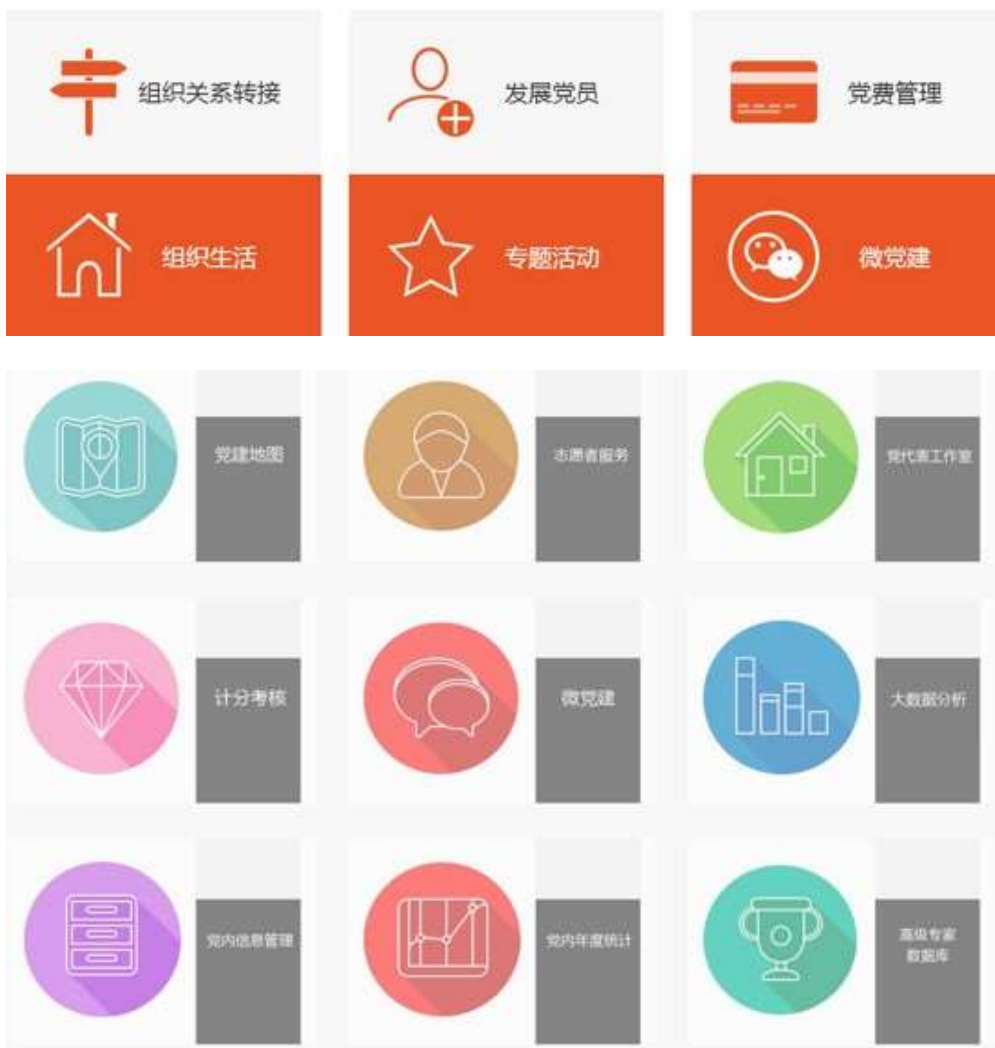 组织关系转接
发展党员
党费管理
组织生活
专题活动
微党建
党建地图
志愿者服务
党代表工作室
计分考核
微党建
大数据分析
党内信息管理
党内年度统计
高级专家
数据库